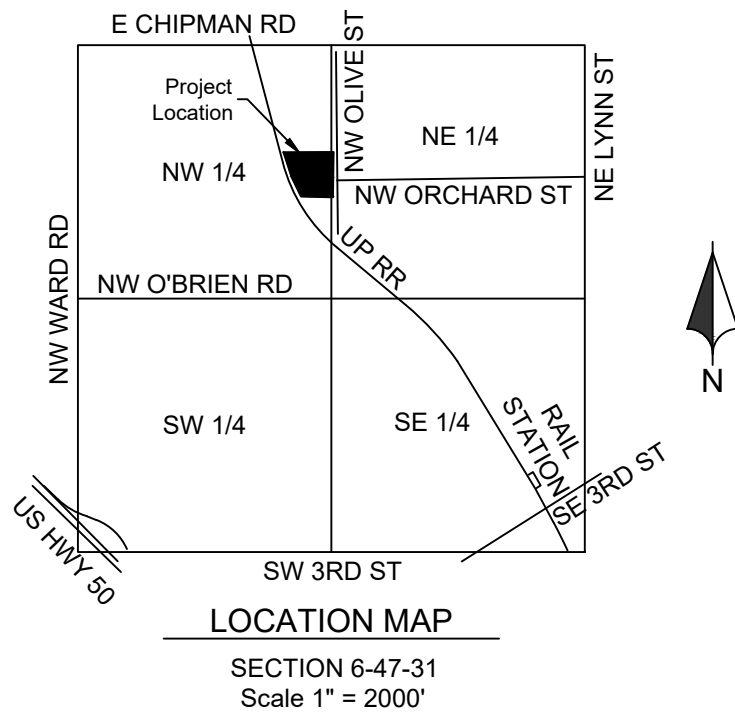 E CHIPMAN RD
NW OLIVE ST
NE LYNN ST
Project
Location
NE 1/4
NW 1/4
NW ORCHARD ST
NW WARD RD
UP RR
NW O'BRIEN RD
N
SW 1/4
SE 1/4
RAIL
STATION
SE 3RD ST
US HWY 50
SW 3RD ST
LOCATION MAP
SECTION 6-47-31
Scale 1" = 2000'